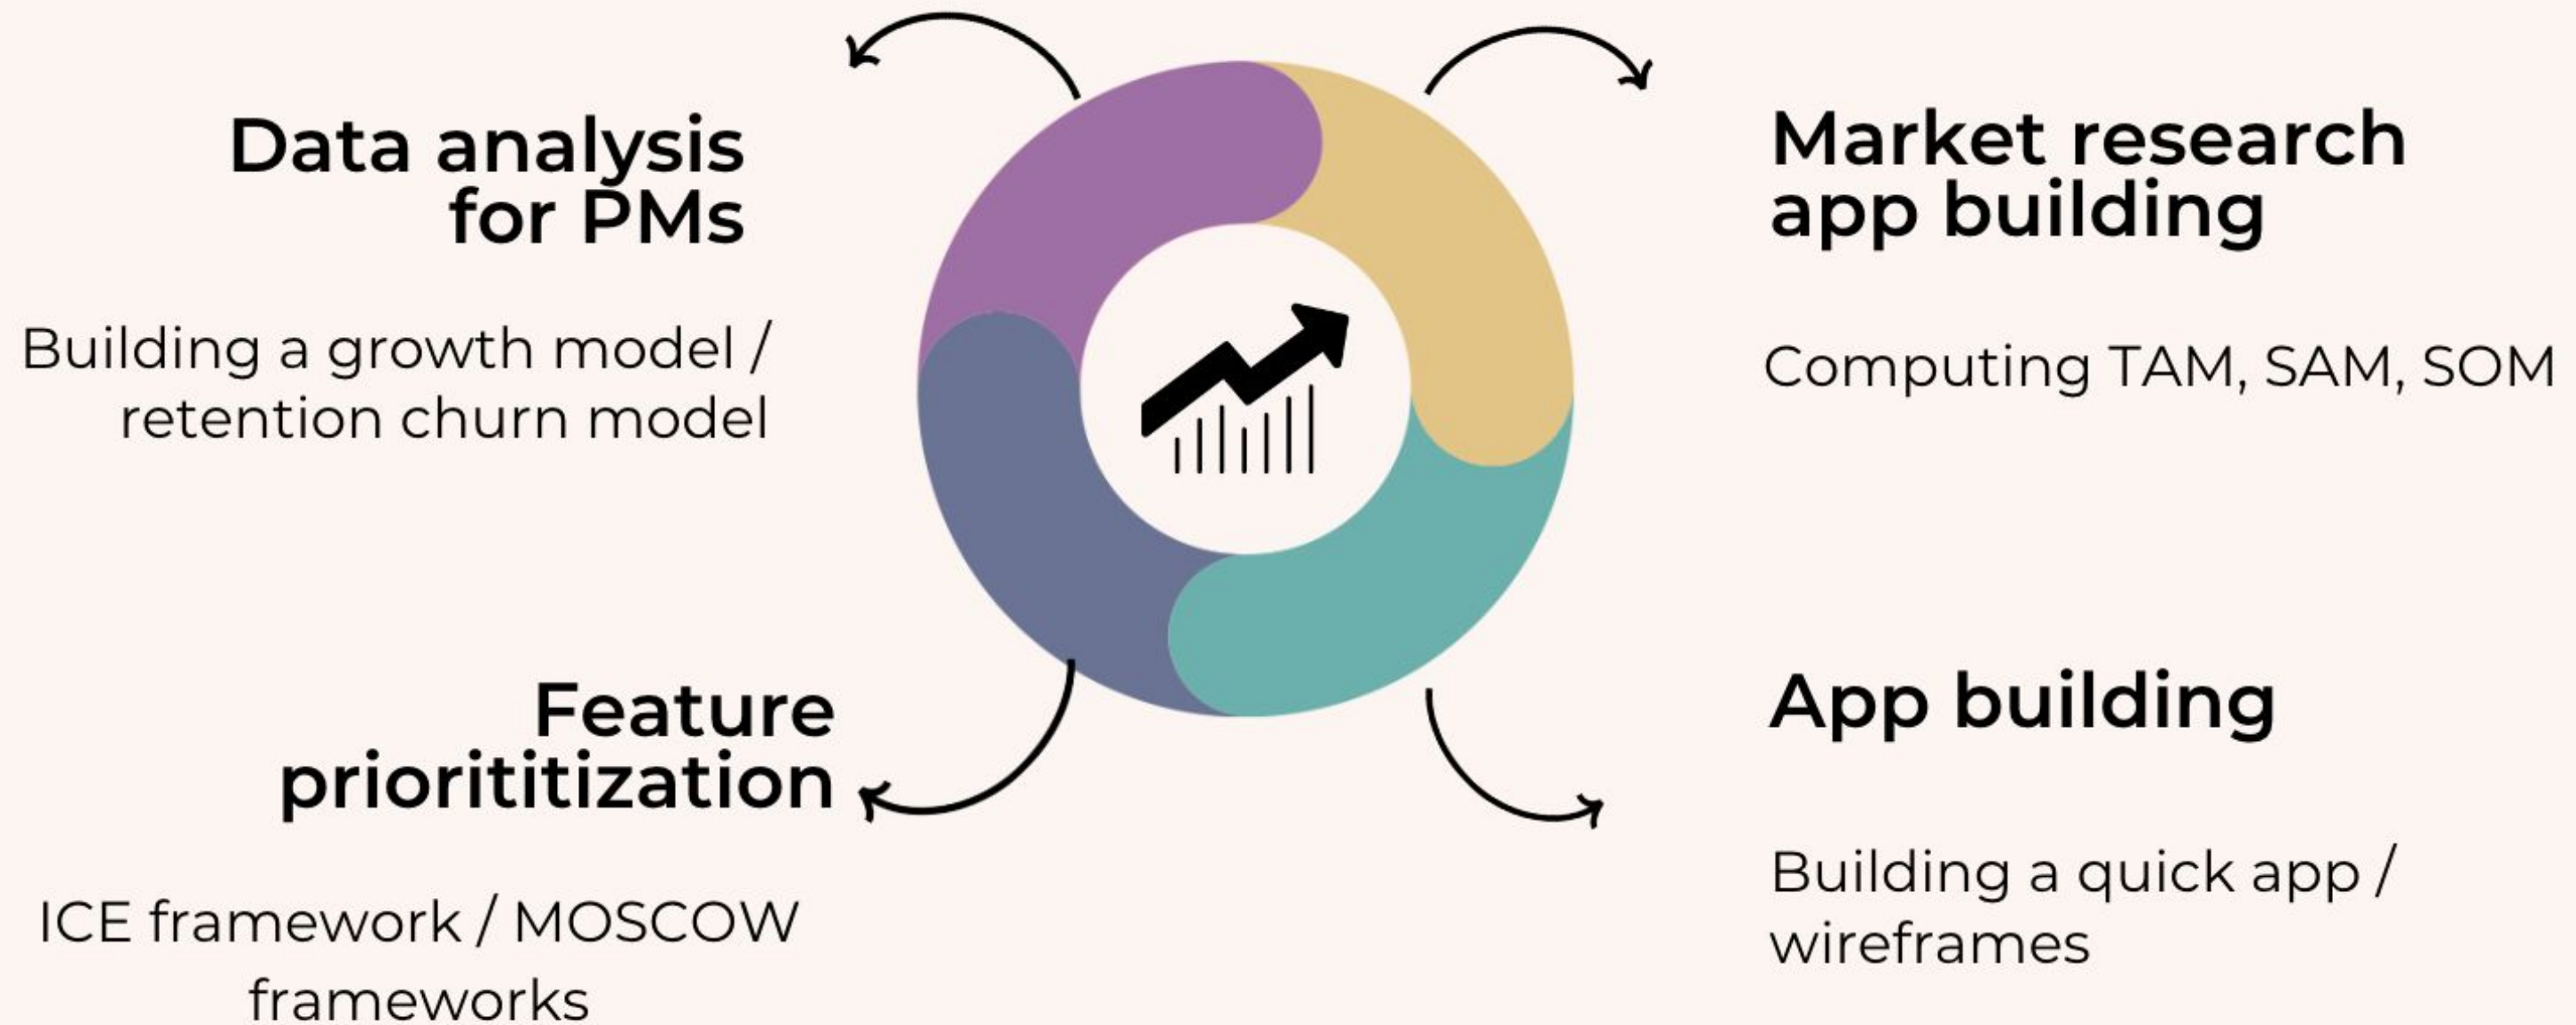 Data analysis
for PMs
Building a growth model /
retention churn model
Market research
app building
Computing TAM, SAM, SOM
Feature
priorititization
ICE framework / MOSCOW
frameworks
App building
Building a quick app /
wireframes